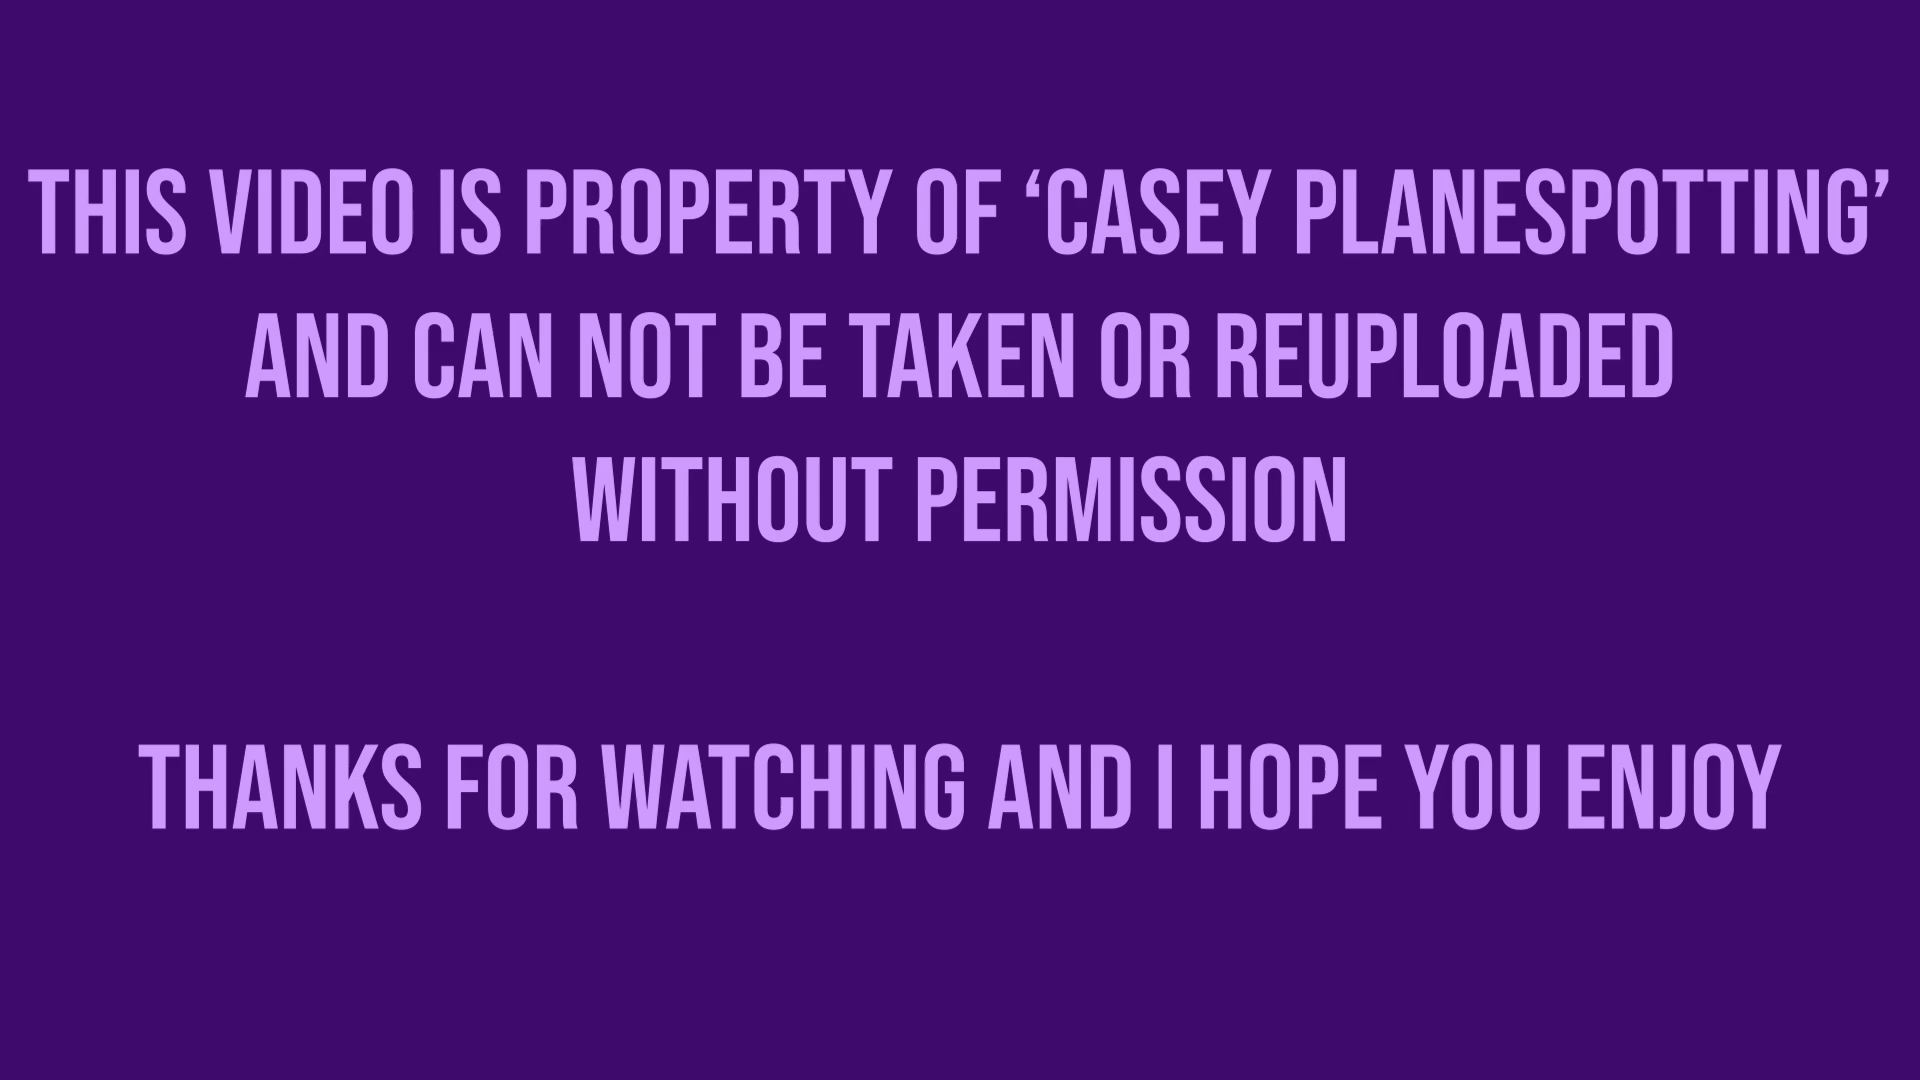 THIS VIDEO IS PROPERTY OF ‘CASEY PLANESPOTTING’
AND CAN NOT BE TAKEN OR REUPLOADED
WITHOUT PERMISSION
THANKS FOR WATCHING AND I HOPE YOU ENJOY